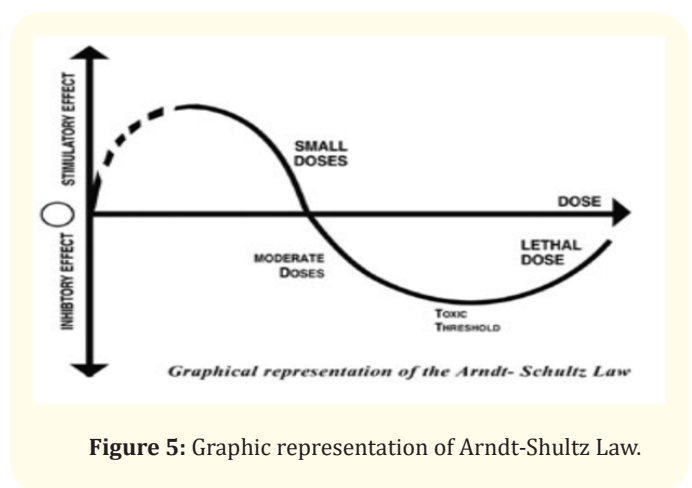 STIMULATORY EFFECT
SMALL
DOSES
DOSE
INHIBTORY EFFECT
MODERATE
DOSES
LETHAL
DOSE
TOXIC
THRESHOLD
Graphical representation of the Arndt- Schultz Law
Figure 5: Graphic representation of Arndt-Shultz Law.